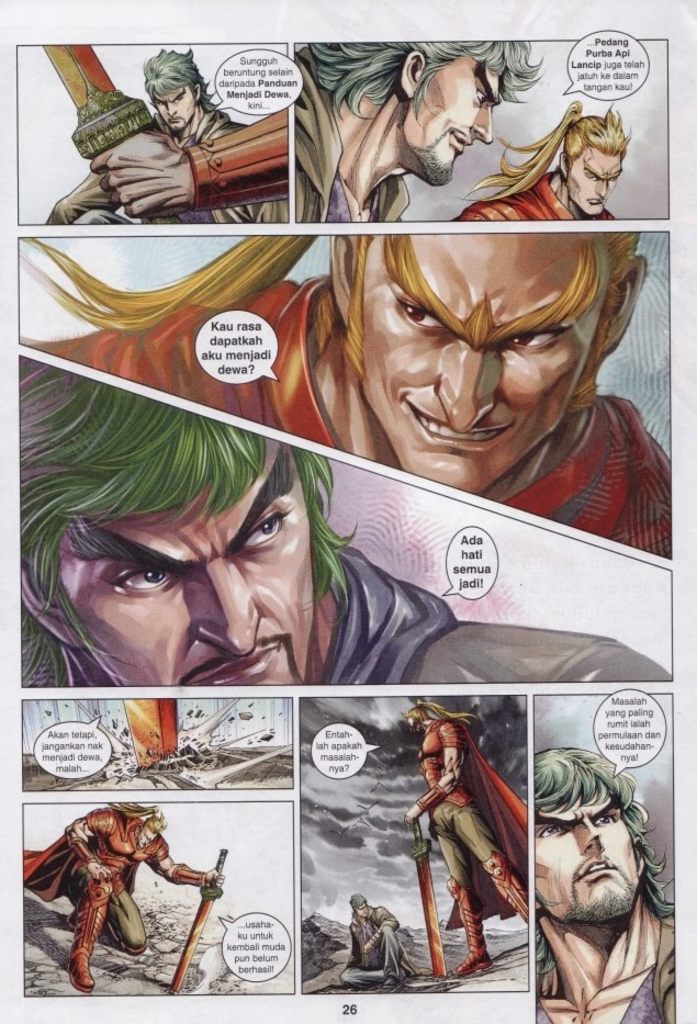 Sungguh
beruntung selain
daripada Panduan
Menjadi Dewa,
kini...
...Pedang
Purba Api
Lancip juga telah
jatuh ke dalam
tangan kau!
Kau rasa
dapatkah
aku menjadi
dewa?
Ada
hati
semua
jadi!
Akan tetapi,
jangankan nak
menjadi dewa,
malah...
...usaha-
ku untuk
kembali muda
pun belum
berhasil!
Entah-
lah apakah
masalah-
nya?
Masalah
yang paling
rumit ialah
permulaan dan
kesudahan-
nya!
26